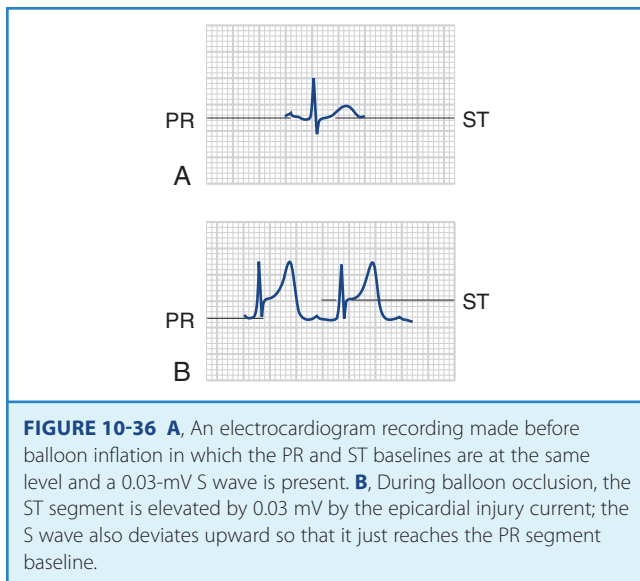 PR
ST
A
PR
ST
B
FIGURE 10-36 A, An electrocardiogram recording made before
balloon inflation in which the PR and ST baselines are at the same
level and a 0.03-mV S wave is present. B, During balloon occlusion, the
ST segment is elevated by 0.03 mV by the epicardial injury current; the
S wave also deviates upward so that it just reaches the PR segment
baseline.